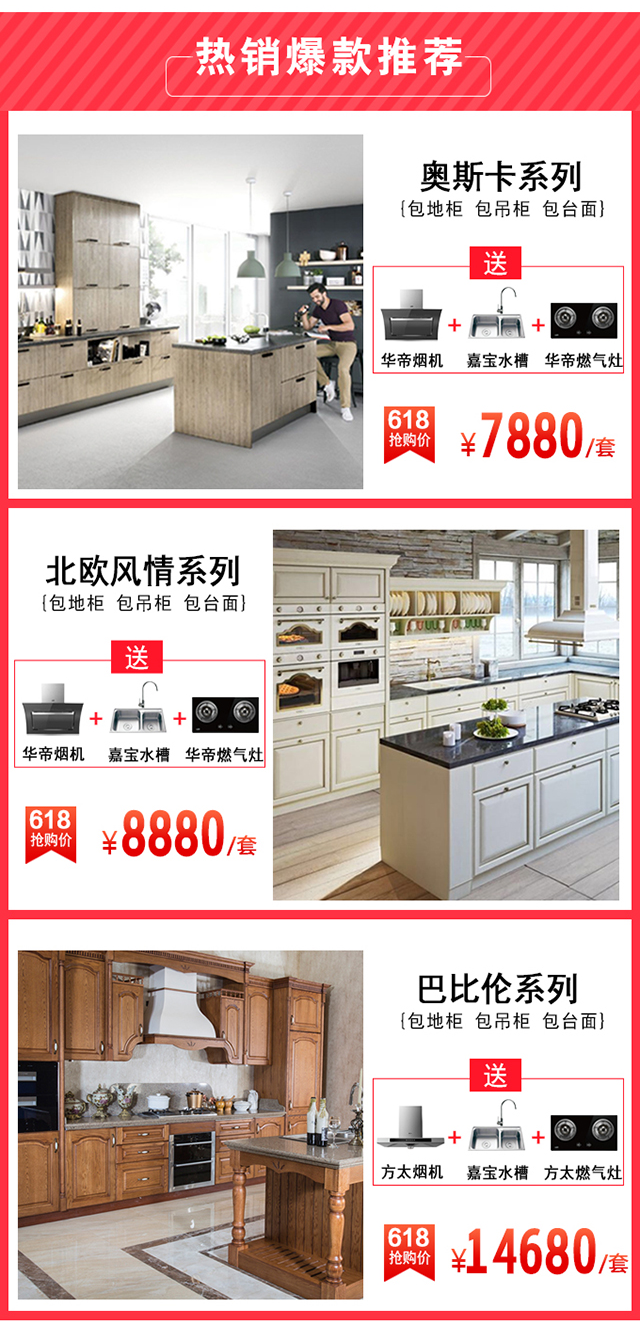 热销爆款推荐
奥斯卡系列
{包地柜 包吊柜 包台面}
送
华帝烟机 嘉宝水槽 华帝燃气灶
618
抢购价
¥7880/套
北欧风情系列
{包地柜 包吊柜 包台面}
送
华帝烟机 嘉宝水槽 华帝燃气灶
618
抢购价
¥8880/套
巴比伦系列
{包地柜 包吊柜 包台面}
送
方太烟机 嘉宝水槽 方太燃气灶
618
抢购价
¥14680/套